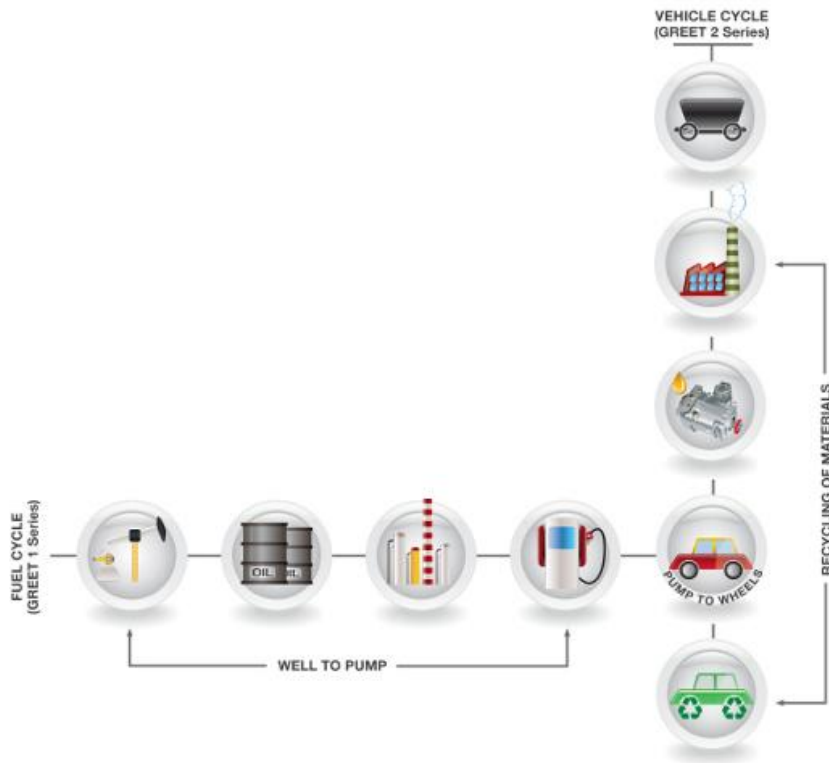 VEHICLE CYCLE
(GREET 2 Series)
RECYCLING OF MATERIALS
FUEL CYCLE
(GREET 1 Series)
OIL
OIL
PUMP TO WHEELS
WELL TO PUMP